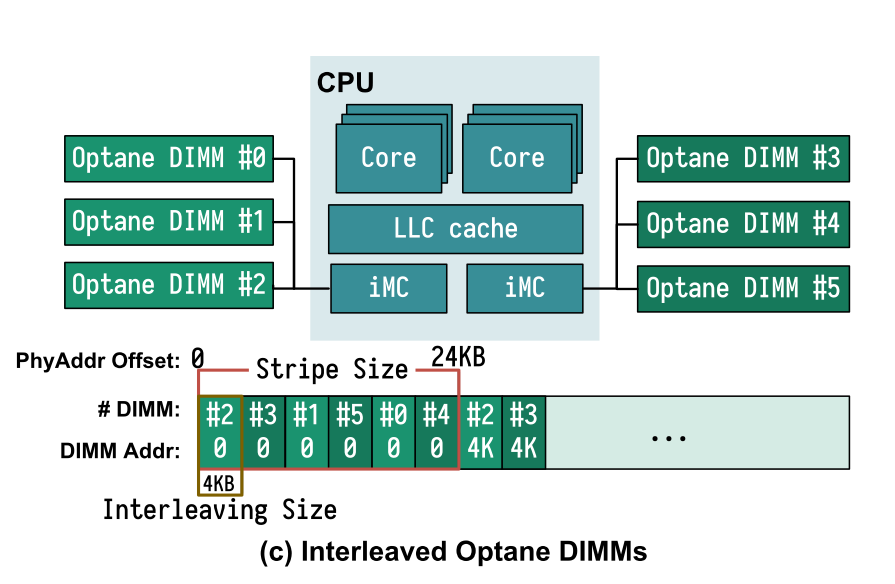 CPU
Core Core
Optane DIMM #0
Optane DIMM #1
Optane DIMM #2
LLC cache
iMC iMC
Optane DIMM #3
Optane DIMM #4
Optane DIMM #5
PhyAddr Offset: 0 24KB
Stripe Size
# DIMM: #2 #3 #1 #5 #0 #4 #2 #3
DIMM Addr: 0 0 0 0 0 0 4K 4K ...
4KB
Interleaving Size
(c) Interleaved Optane DIMMs